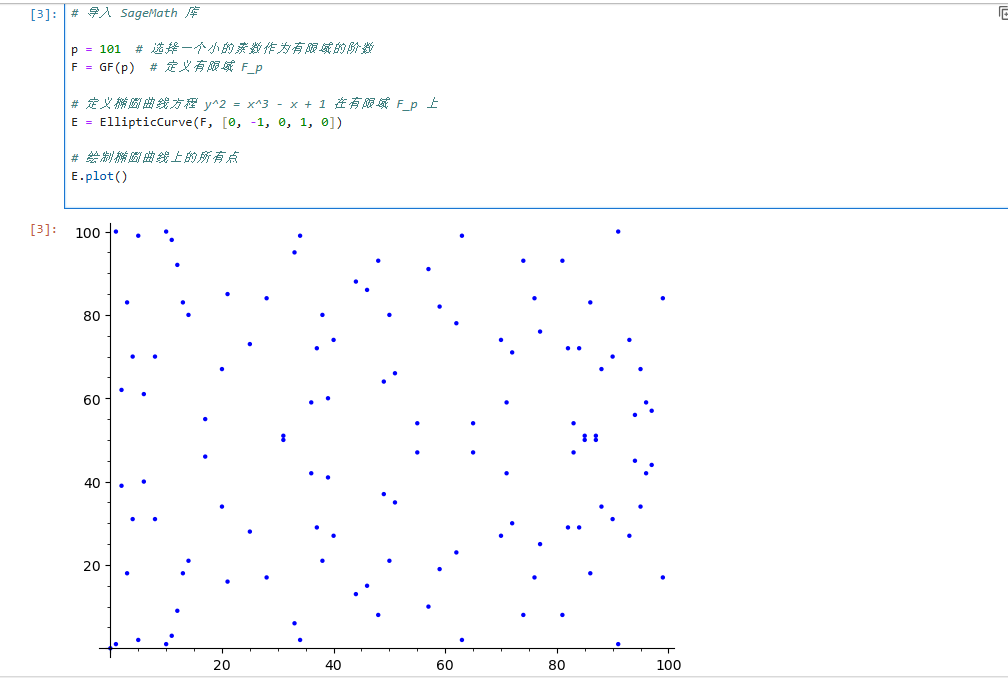 [3]:
# 导入 SageMath 库
p = 101  # 选择一个小的素数作为有限域的阶数
F = GF(p)  # 定义有限域 F_p
# 定义椭圆曲线方程 y^2 = x^3 - x + 1 在有限域 F_p 上
E = EllipticCurve(F, [0, -1, 0, 1, 0])
# 绘制椭圆曲线上的所有点
E.plot()
[3]:
100
80
60
40
20
20 40 60 80 100